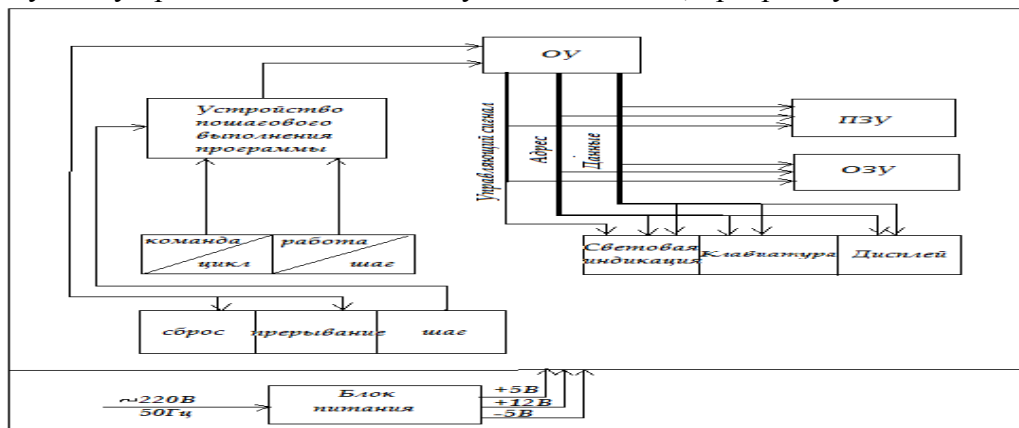 ОУ
Устройство
пошагового
выполнения
программы
ПЗУ
ОЗУ
Управляющий сигнал
Адрес
Данные
команда
цикл
работа
шаг
Световая
индикация
Клавиатура
Дисплей
сброс
прерывание
шаг
~220В
50Гц
Блок
питания
+5В
+12В
-5В